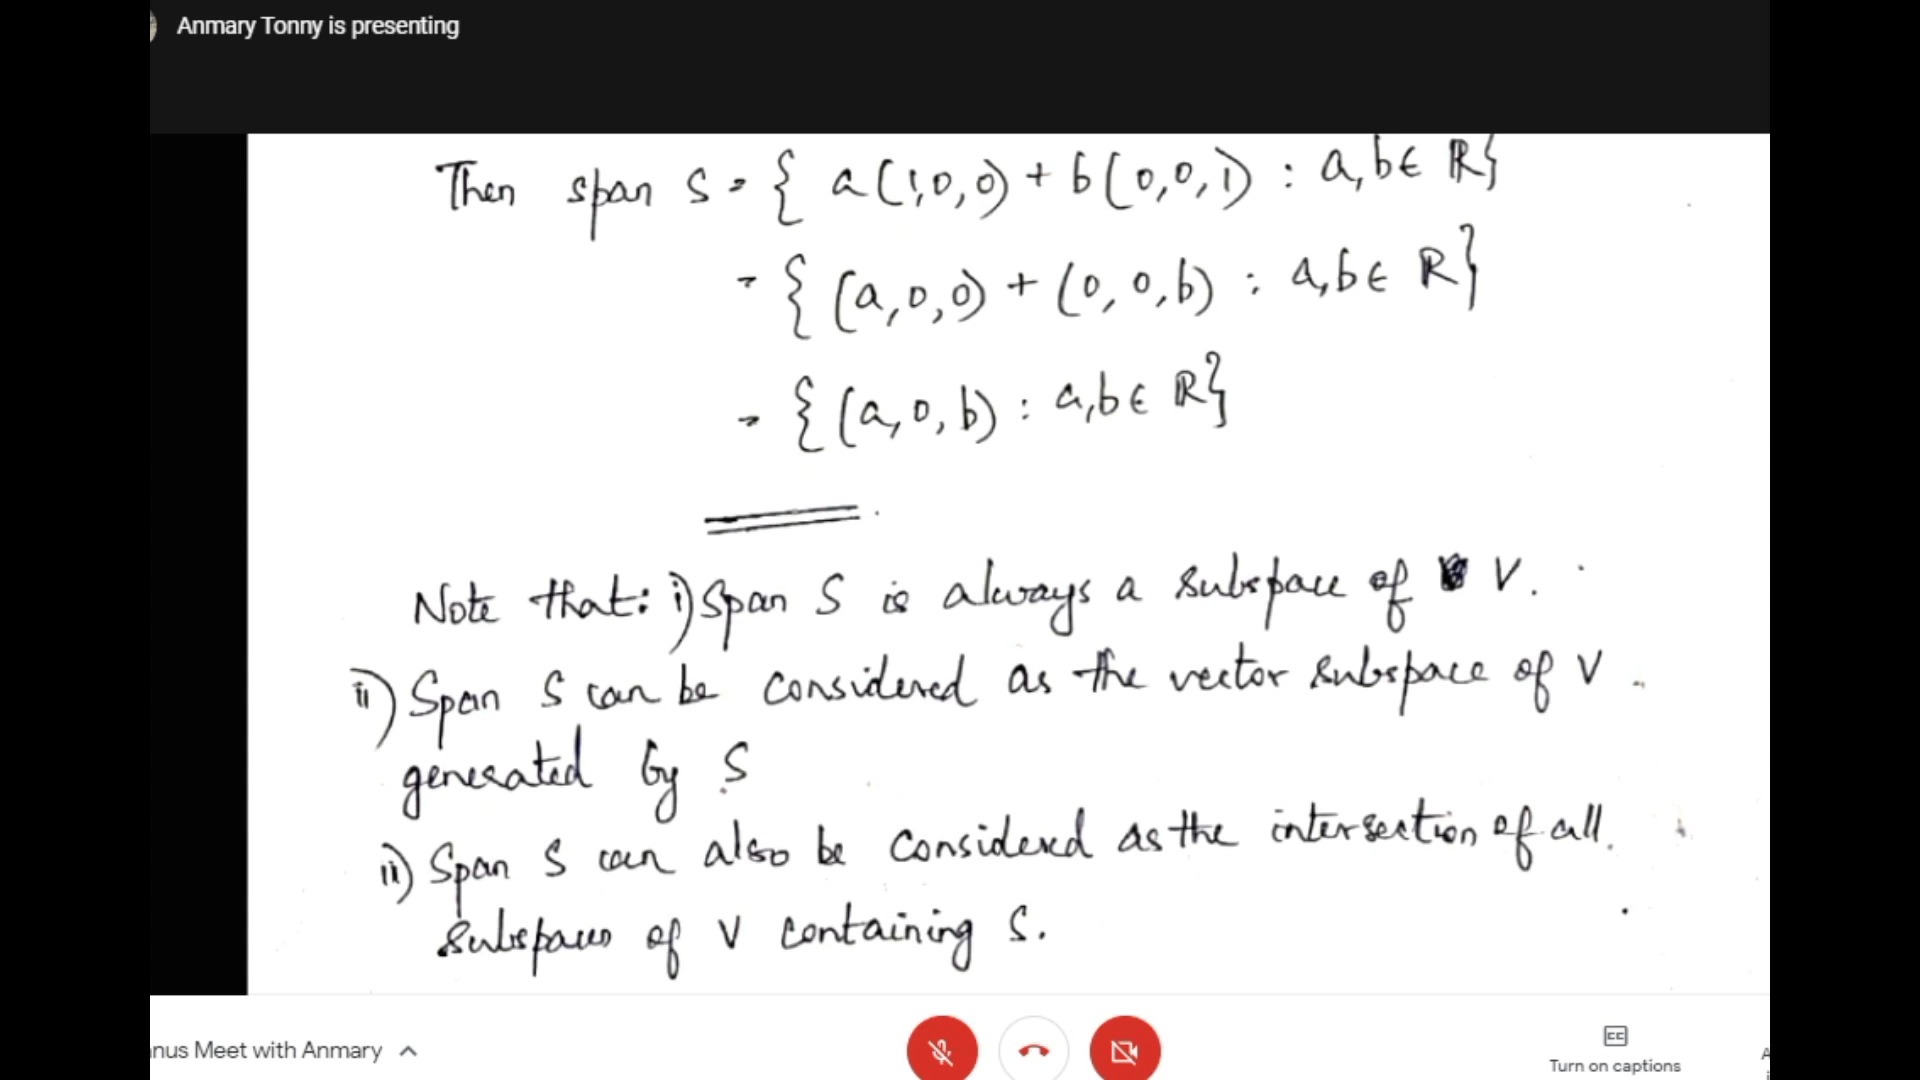 Anmary Tonny is presenting
Then span S = { a(1,0,0) + b(0,0,1) : a,b ∈ ℝ}
= { (a,0,0) + (0,0,b) : a,b ∈ ℝ}
= { (a,0,b) : a,b ∈ ℝ}
Note that: i) Span S is always a subspace of V.
ii) Span S can be considered as the vector subspace of V
generated by S
iii) Span S can also be considered as the intersection of all
subspaces of V containing S.
nus Meet with Anmary
CC
Turn on captions